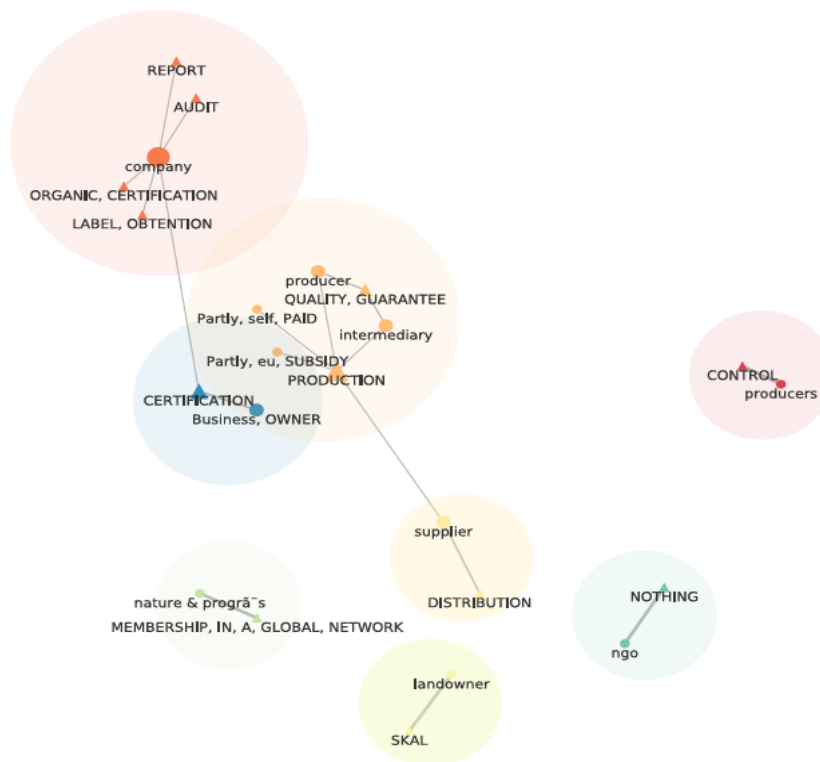 REPORT
AUDIT
company
ORGANIC, CERTIFICATION
LABEL, OBTENTION
producer
QUALITY, GUARANTEE
Partly, self, PAID
intermediary
Partly, eu, SUBSIDY
PRODUCTION
CERTIFICATION
Business, OWNER
CONTROL
producers
supplier
DISTRIBUTION
nature & progrã¨s
MEMBERSHIP, IN, A, GLOBAL, NETWORK
NOTHING
ngo
landowner
SKAL